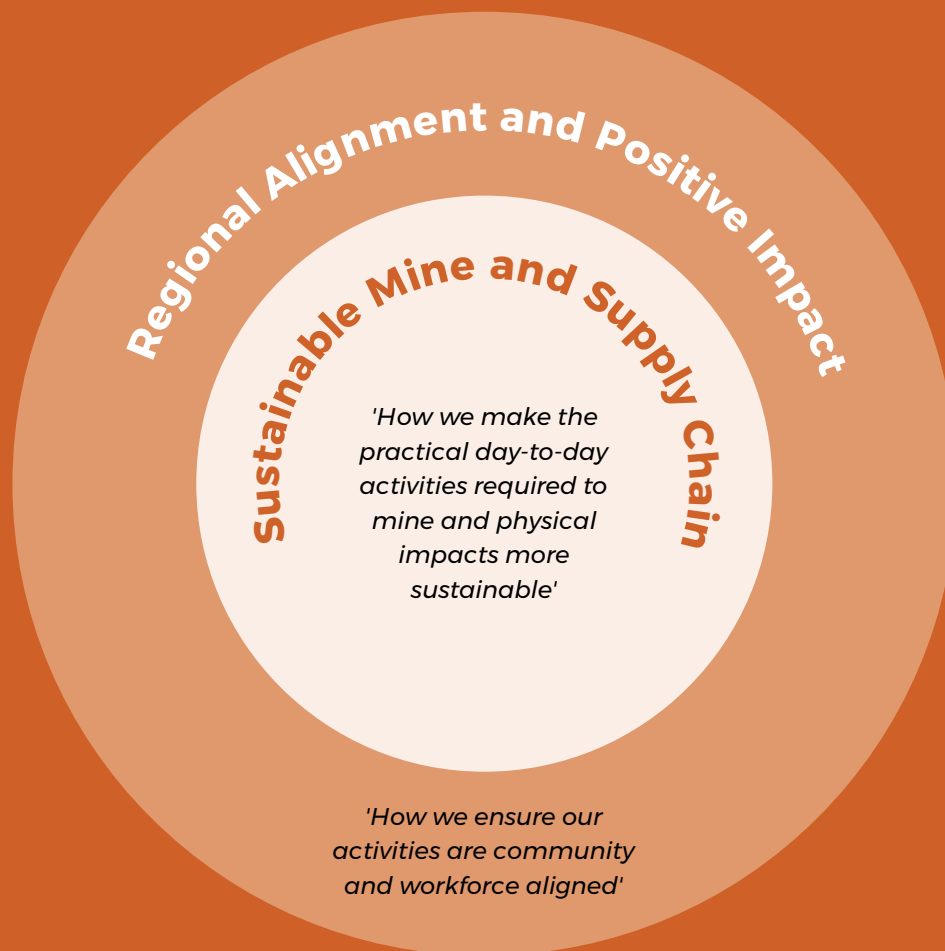 Regional Alignment and Positive Impact
Sustainable Mine and Supply Chain
'How we make the
practical day-to-day
activities required to
mine and physical
impacts more
sustainable'
'How we ensure our
activities are community
and workforce aligned'